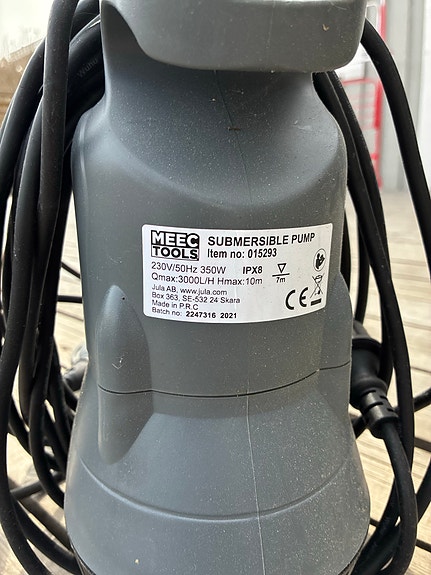 MEEC
TOOLS
SUBMERSIBLE PUMP
Item no: 015293
230V/50Hz 350W IPX8
Qmax:3000L/H Hmax:10m
7m
Jula AB, www.jula.com
Box 363, SE-532 24 Skara
Made in P.R.C
Batch no: 2247316 2021
CE